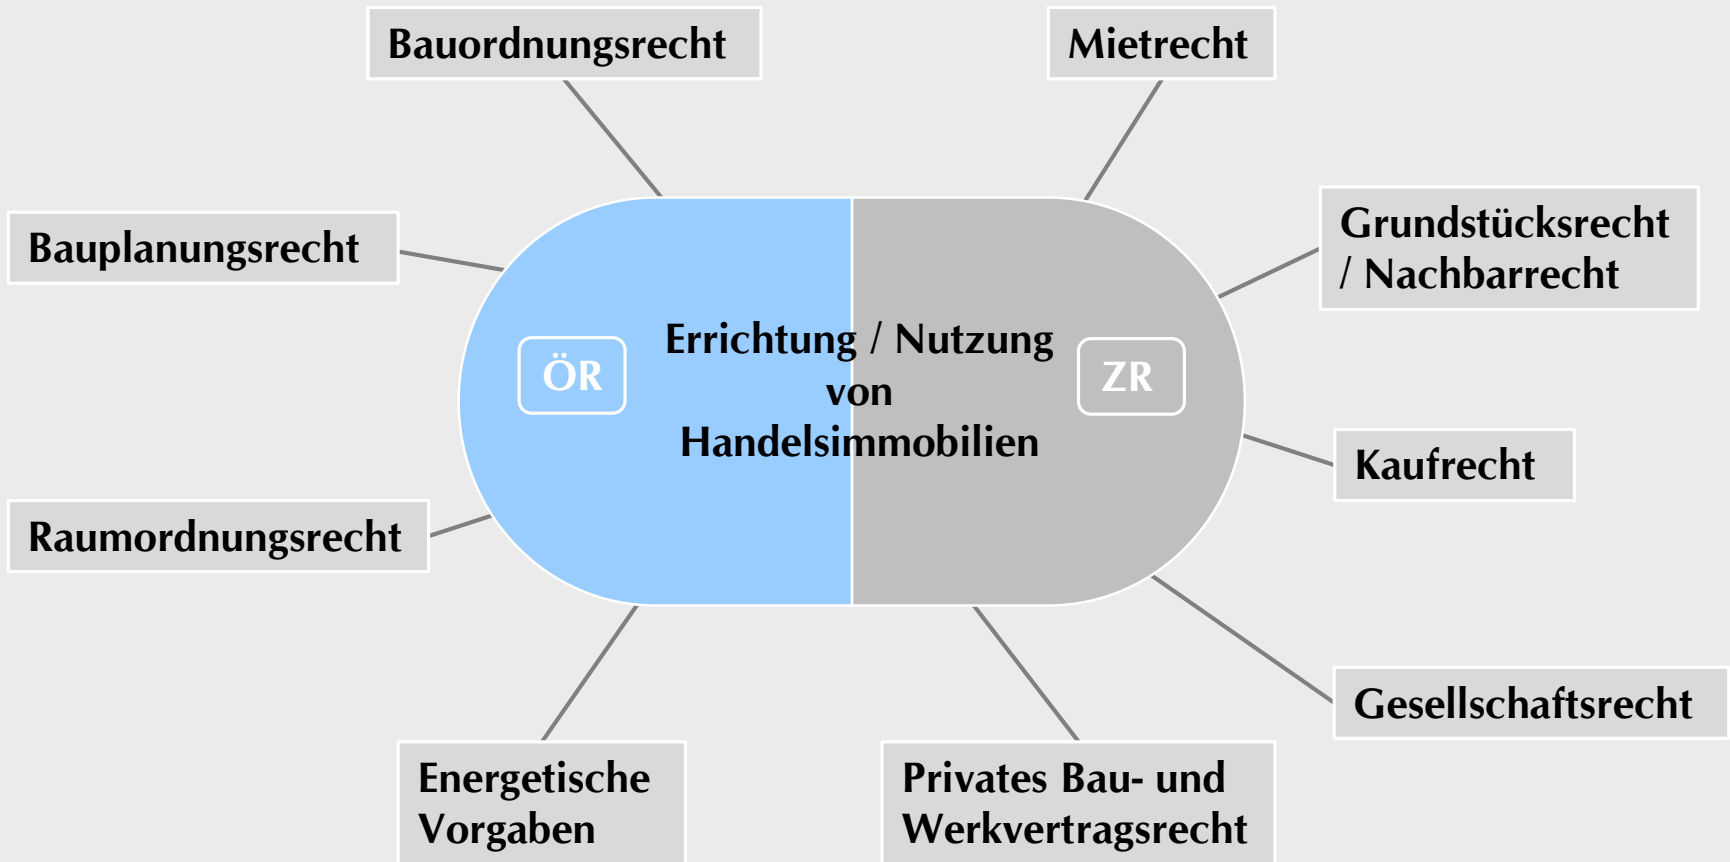 Bauordnungsrecht
Mietrecht
Bauplanungsrecht
Grundstücksrecht
/ Nachbarrecht
ÖR
Errichtung / Nutzung
von
Handelsimmobilien
ZR
Kaufrecht
Raumordnungsrecht
Gesellschaftsrecht
Energetische
Vorgaben
Privates Bau- und
Werkvertragsrecht